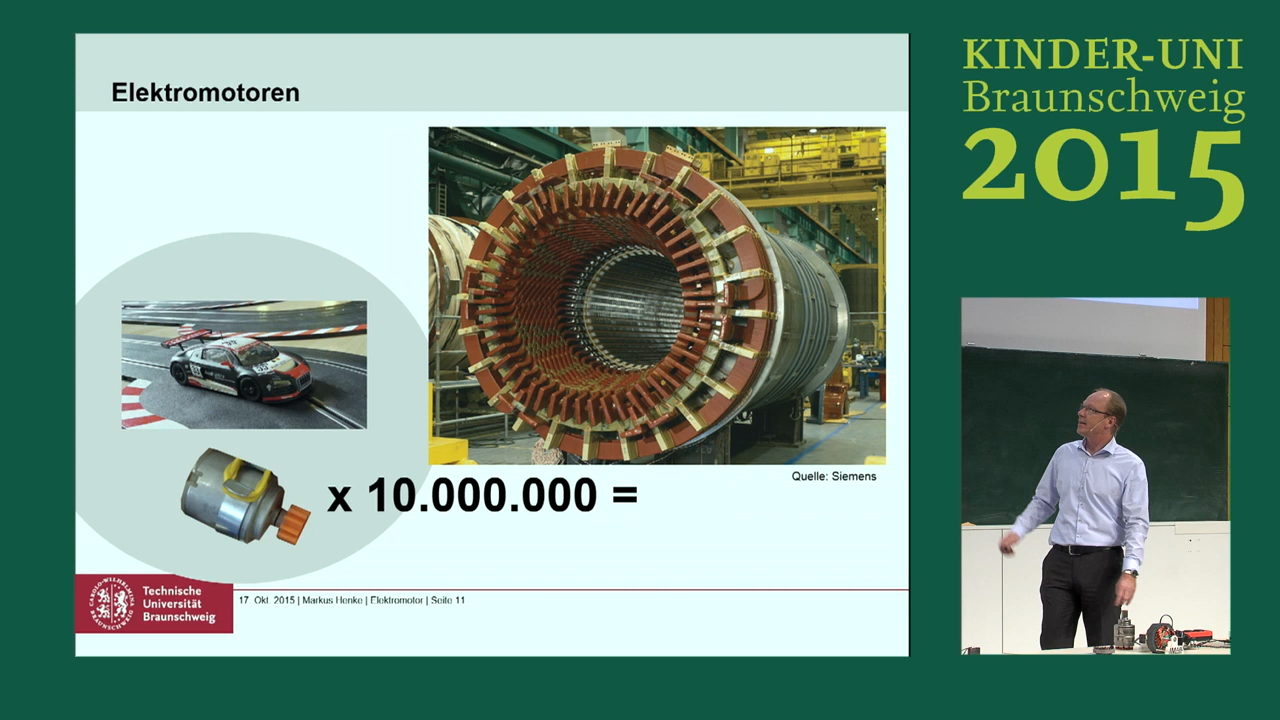 Elektromotoren
Quelle: Siemens
x 10.000.000 =
Technische
Universität
Braunschweig
17. Okt. 2015 | Markus Henke | Elektromotor | Seite 11
KINDER-UNI
Braunschweig
2015